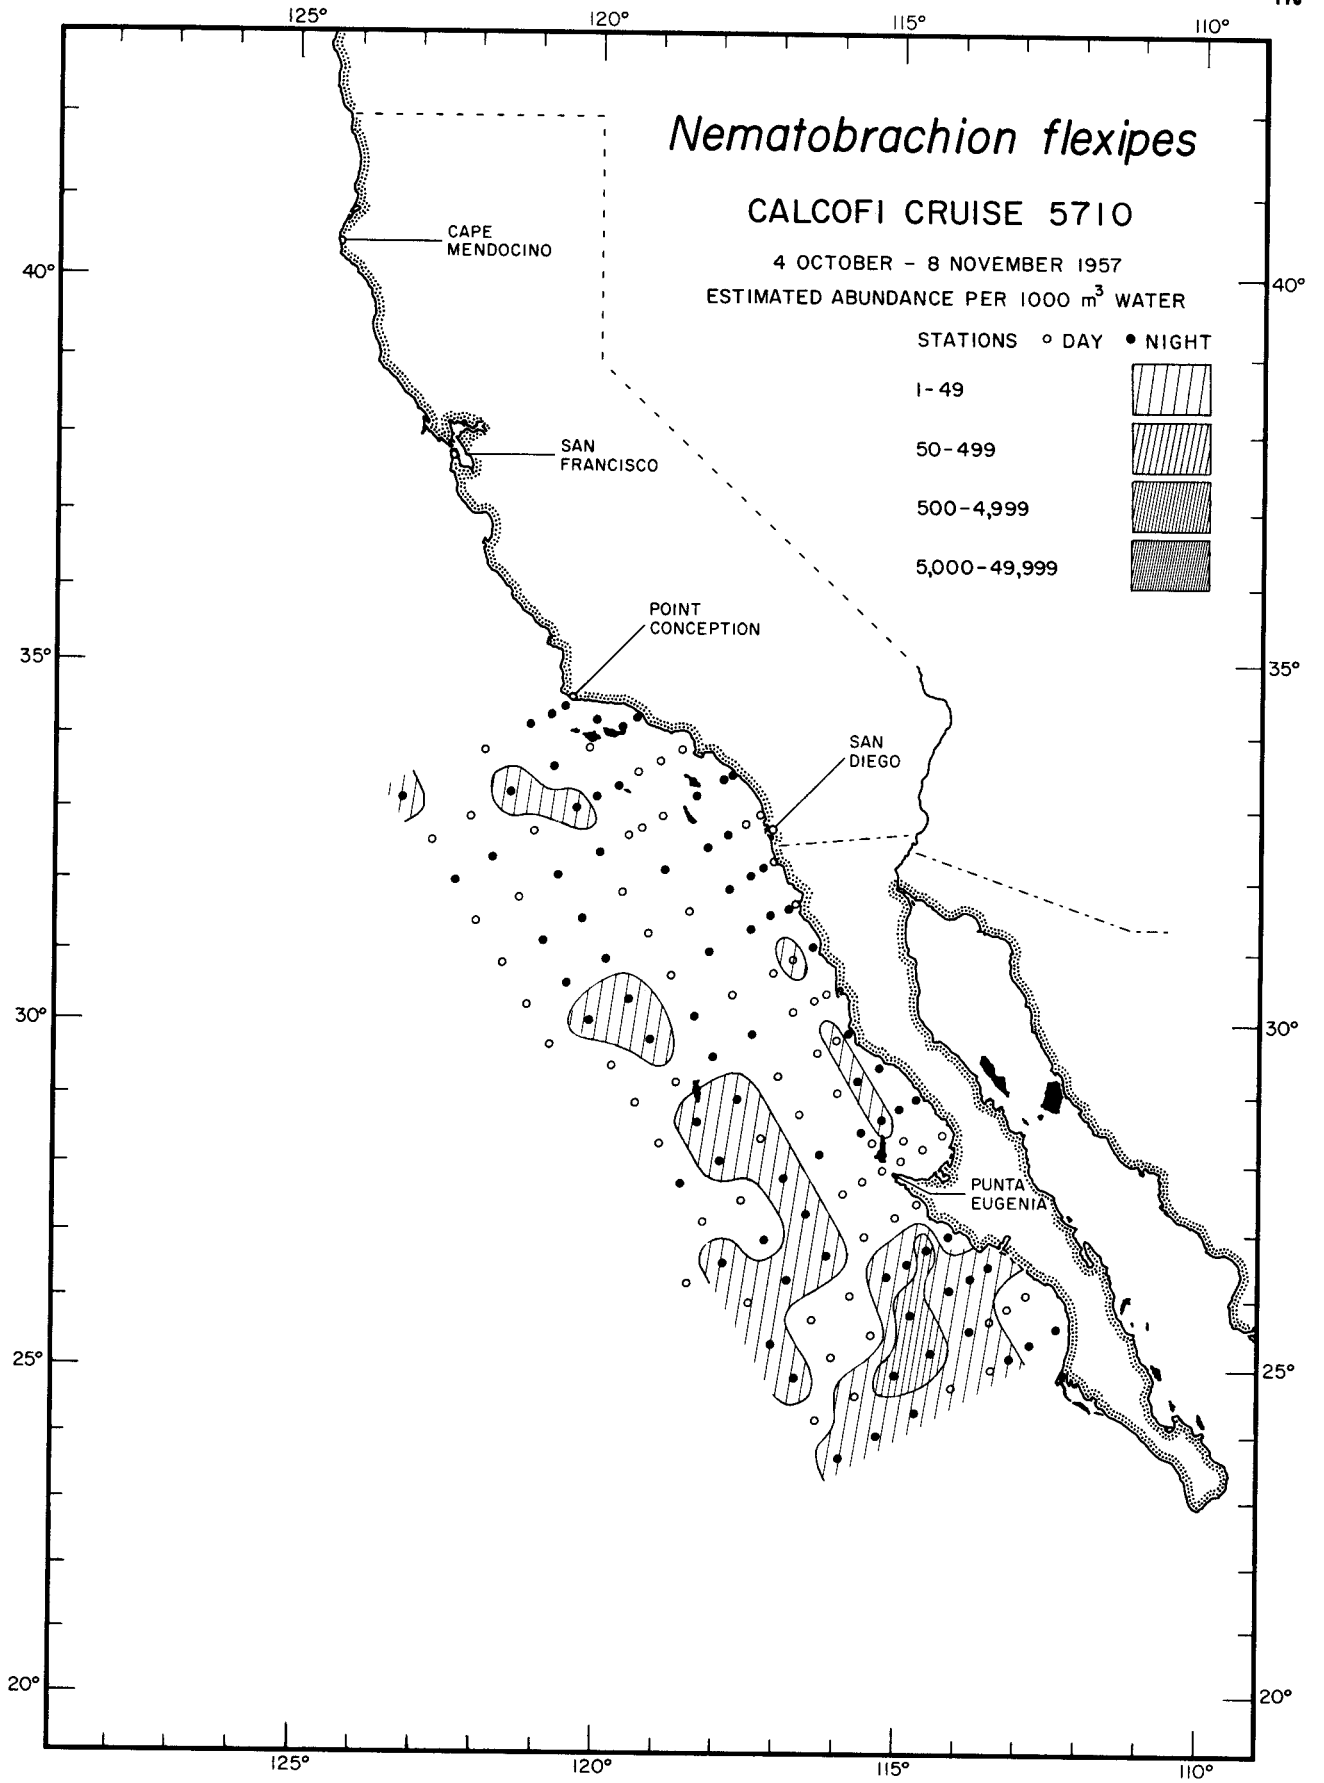 125° 120° 115° 110°
Nematobrachion flexipes
CALCOFI CRUISE 5710
4 OCTOBER – 8 NOVEMBER 1957
ESTIMATED ABUNDANCE PER 1000 m³ WATER
STATIONS ○ DAY ● NIGHT
1-49
50-499
500-4,999
5,000-49,999
CAPE
MENDOCINO
40° 40°
SAN
FRANCISCO
POINT
CONCEPTION
35° 35°
SAN
DIEGO
30° 30°
PUNTA
EUGENIA
25° 25°
20° 20°
125° 120° 115° 110°